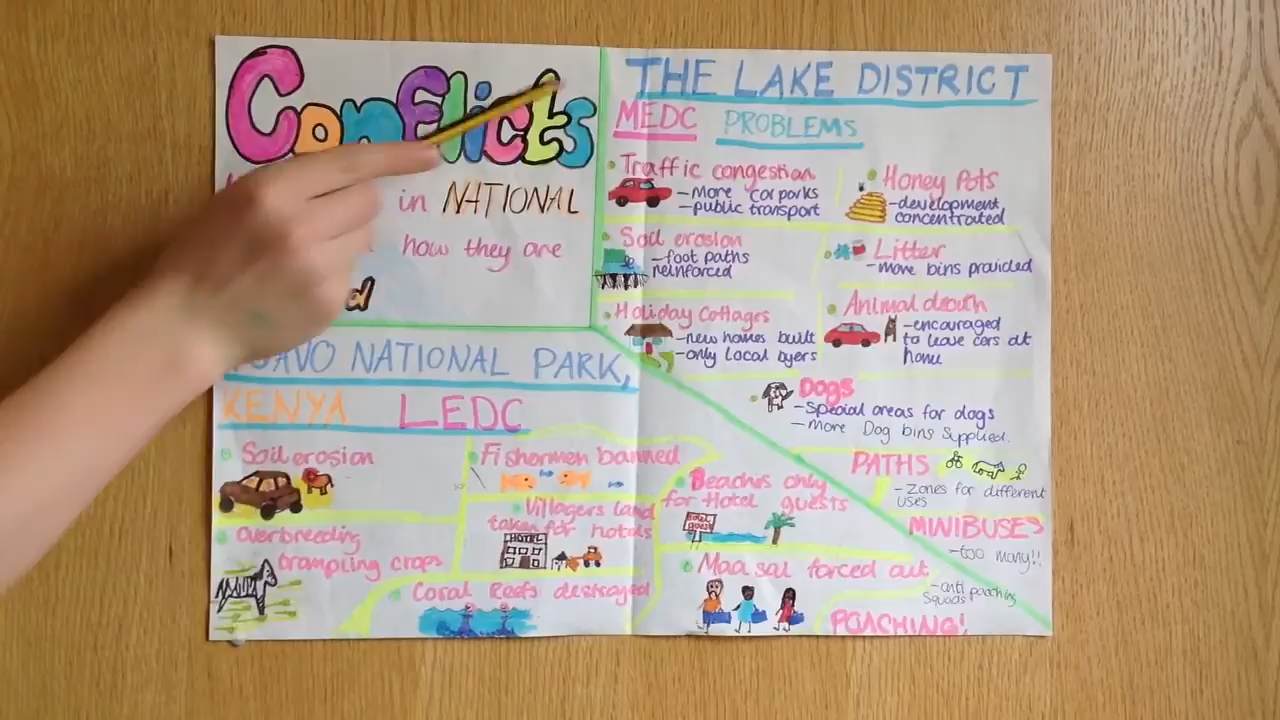 Conflicts
in NATIONAL
how they are
THE LAKE DISTRICT
MEDC PROBLEMS
Traffic congestion
- More carparks
- public transport
Honey Pots
- development
concentrated
Soil erosion
- foot paths
reinforced
Litter
- more bins provided
Holiday Cottages
- new homes built
- only Local byers
Animal death
- encouraged
to leave cars at
home
Dogs
- Special areas for dogs
- More Dog bins Supplied.
PATHS
- Zones for different
uses
MINIBUSES
- too many!!
- anti poaching
Squads
POACHING!
NATIONAL PARK,
KENYA LEDC
Soil erosion
Fishermen banned
Villagers land
taken for hotels
HOTEL
Overbreeding
trampling crops
Coral Reefs destroyed
Beaches only
for Hotel guests
Hotel
guests
Maasai forced out